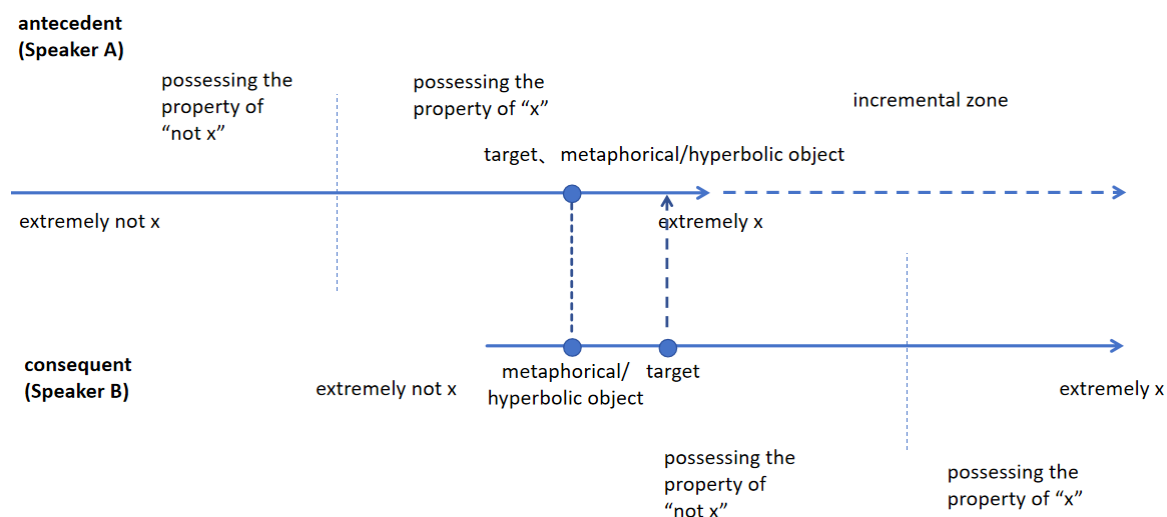 antecedent
(Speaker A)
possessing the
property of
“not x”
possessing the
property of “x”
incremental zone
target、metaphorical/hyperbolic object
extremely not x
extremely x
consequent
(Speaker B)
extremely not x
metaphorical/
hyperbolic object
target
extremely x
possessing the
property of
“not x”
possessing the
property of “x”